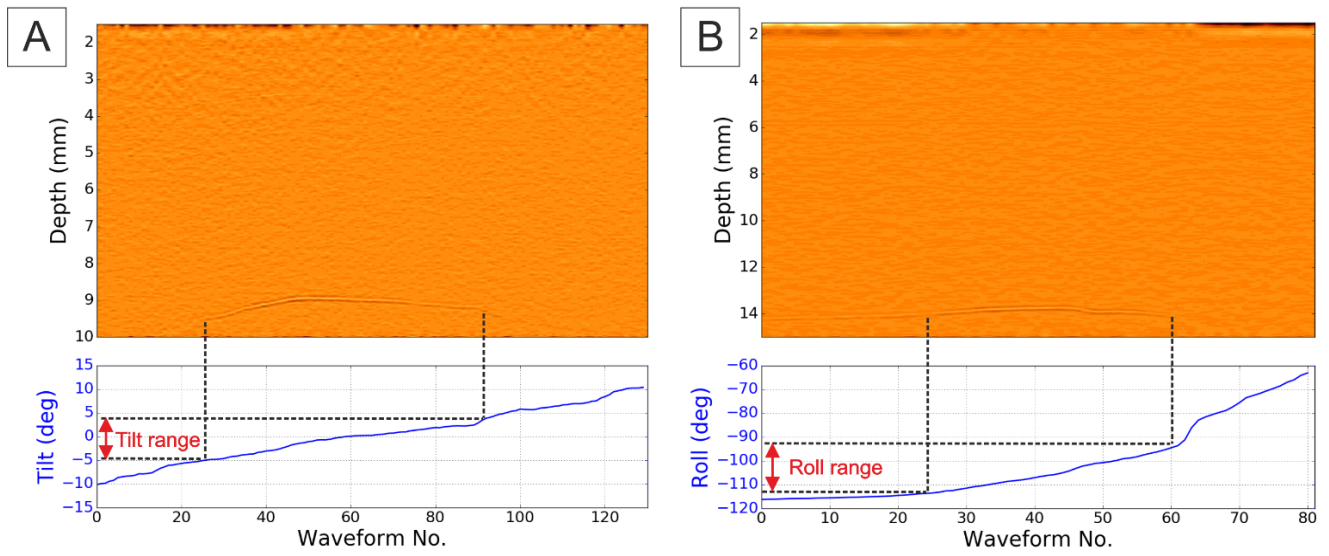 A
Depth (mm)
2
3
4
5
6
7
8
9
10
Tilt (deg)
15
10
5
0
−5
−10
−15
Tilt range
0 20 40 60 80 100 120
Waveform No.
B
Depth (mm)
2
4
6
8
10
12
14
Roll (deg)
−60
−70
−80
−90
−100
−110
−120
Roll range
0 10 20 30 40 50 60 70 80
Waveform No.